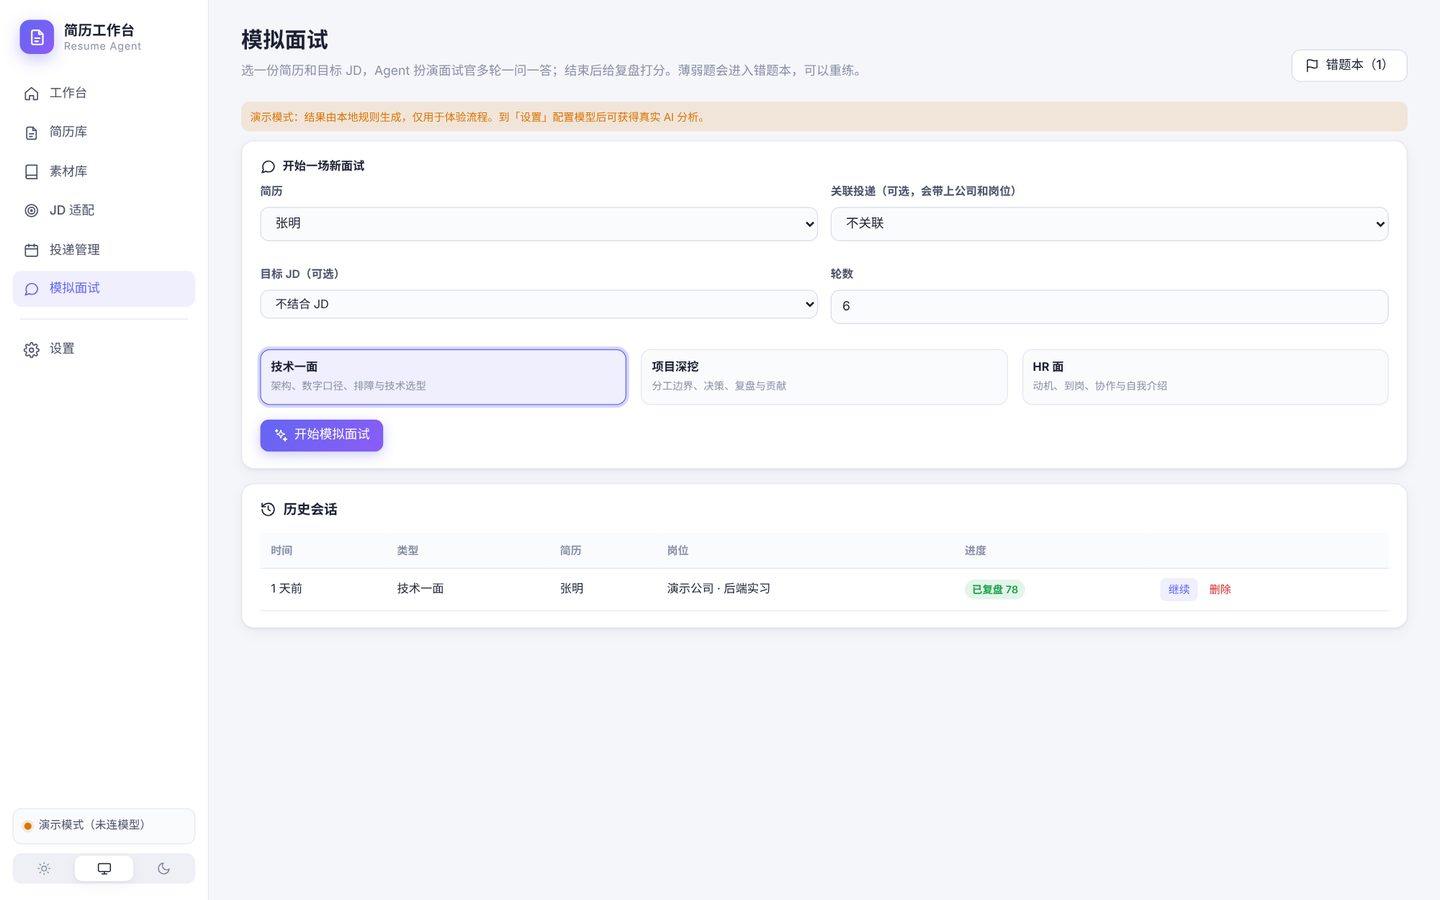 简历工作台
Resume Agent
工作台
简历库
素材库
JD 适配
投递管理
模拟面试
设置
演示模式（未连模型）
模拟面试
选一份简历和目标 JD，Agent 扮演面试官多轮一问一答；结束后给复盘打分。薄弱题会进入错题本，可以重练。
错题本（1）
演示模式：结果由本地规则生成，仅用于体验流程。到「设置」配置模型后可获得真实 AI 分析。
开始一场新面试
简历
关联投递（可选，会带上公司和岗位）
张明
不关联
目标 JD（可选）
轮数
不结合 JD
6
技术一面
架构、数字口径、排障与技术选型
项目深挖
分工边界、决策、复盘与贡献
HR 面
动机、到岗、协作与自我介绍
开始模拟面试
历史会话
时间 类型 简历 岗位 进度
1 天前 技术一面 张明 演示公司 · 后端实习 已复盘 78 继续 删除